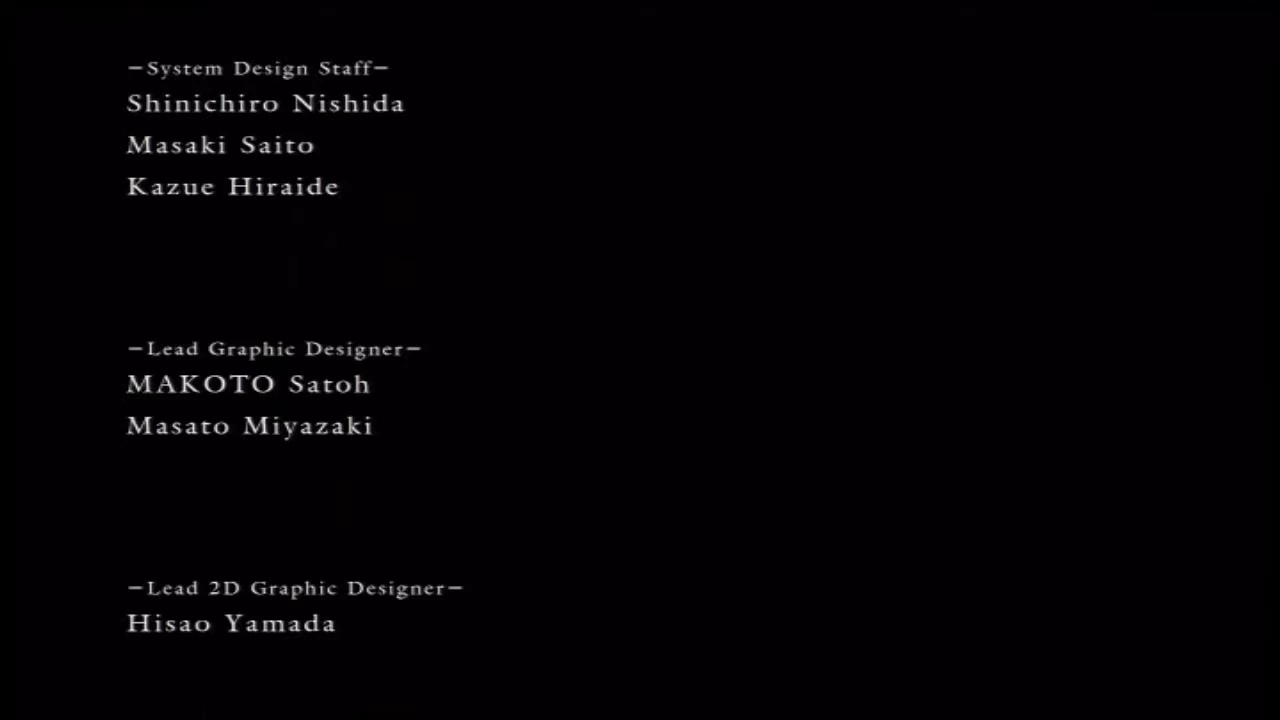 -System Design Staff-
Shinichiro Nishida
Masaki Saito
Kazue Hiraide
-Lead Graphic Designer-
MAKOTO Satoh
Masato Miyazaki
-Lead 2D Graphic Designer-
Hisao Yamada